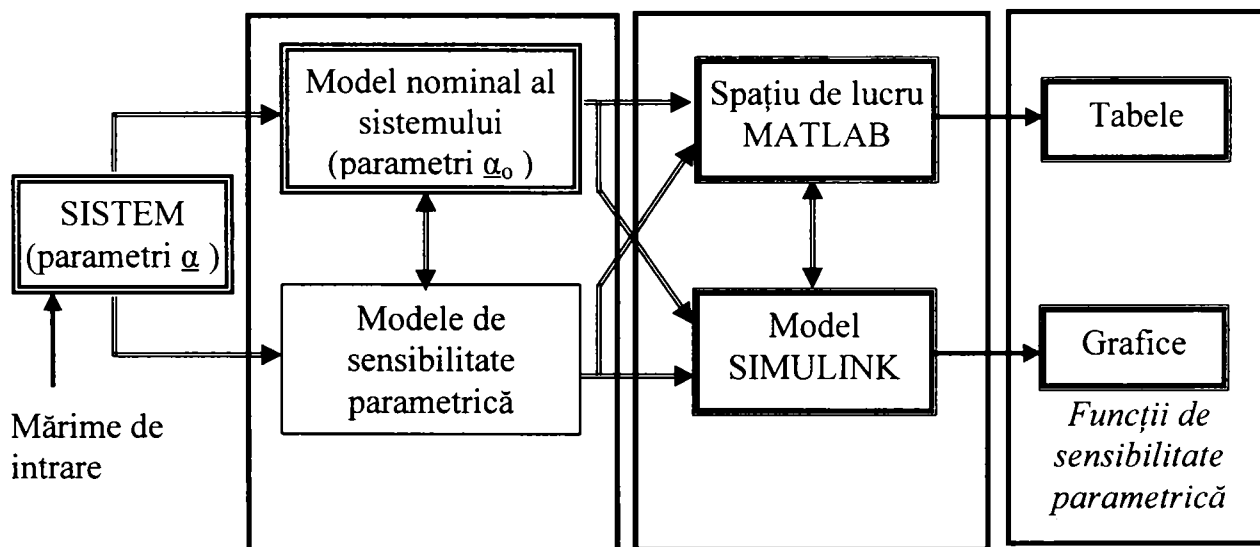 SISTEM
(parametri α )
Mărime de
intrare
Model nominal al
sistemului
(parametri αo )
Modele de
sensibilitate
parametrică
Spațiu de lucru
MATLAB
Model
SIMULINK
Tabele
Grafice
Funcții de
sensibilitate
parametrică